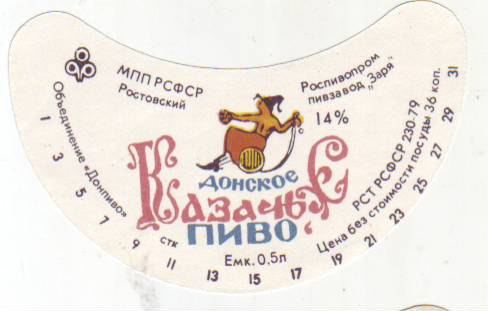 МПП РСФСР
Ростовский
Объединение «Донпиво»
Росливопром
пивзавод „Заря"
14%
ДОНСКОЕ
Казачье
ПИВО
Емк. 0,5л
РСТ РСФСР 230-79
Цена без стоимости посуды 36 коп.
1 3 5 7 9 стк 11 13 15 17 19 21 23 25 27 29 31